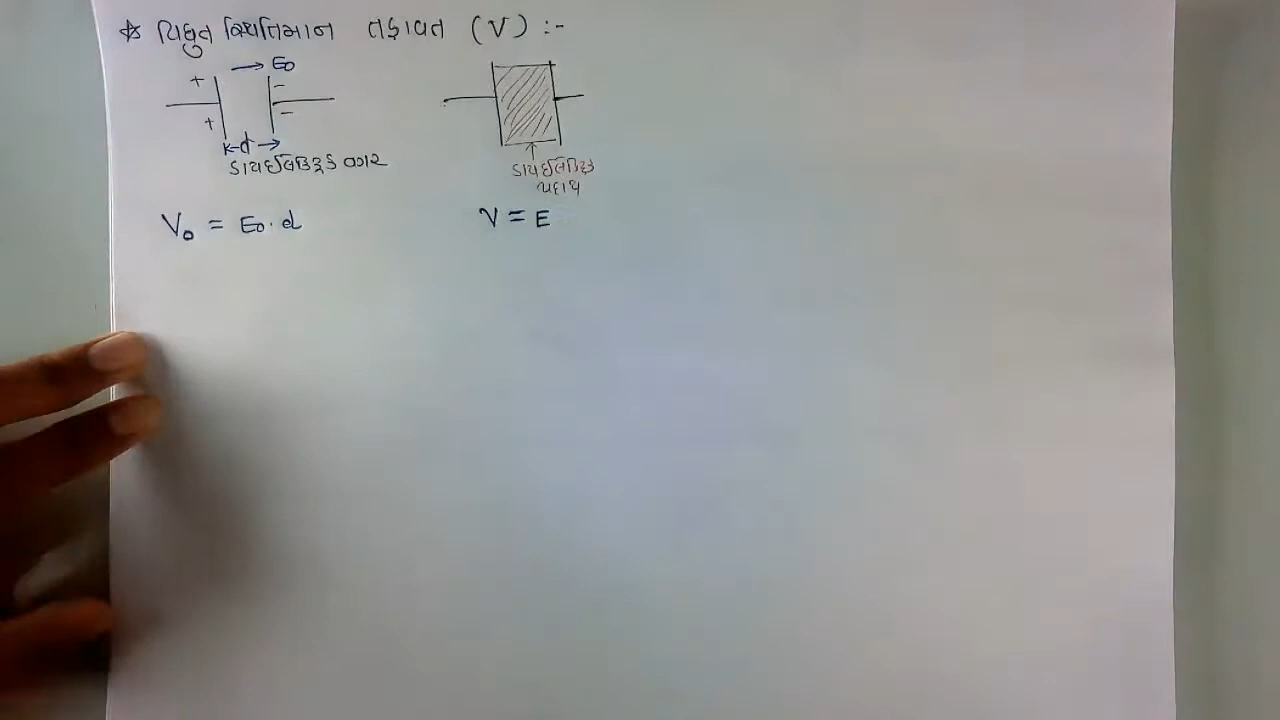 ☆ વિદ્યુત સ્થિતિમાન તફાવત (V) :-
→ E₀
+ -
+ -
k-d→
ડાયઈલેક્ટ્રીક વગર
ડાયઈલેક્ટ્રીક
પદાર્થ
V₀ = E₀·d
V = E